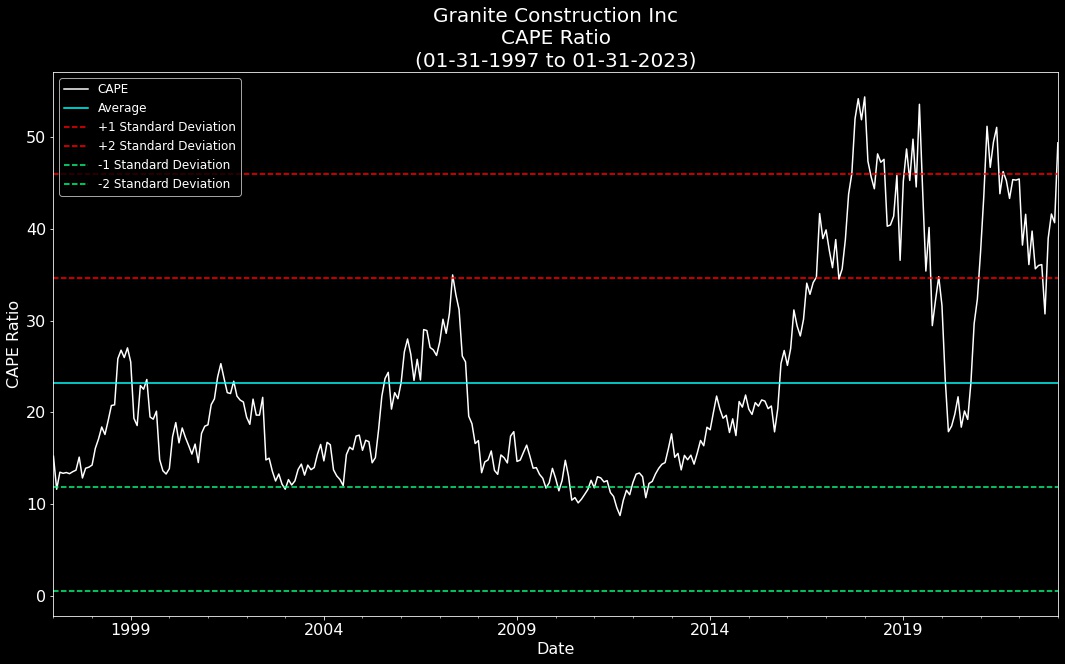 Granite Construction Inc
CAPE Ratio
(01-31-1997 to 01-31-2023)
CAPE
Average
+1 Standard Deviation
+2 Standard Deviation
-1 Standard Deviation
-2 Standard Deviation
CAPE Ratio
50
40
30
20
10
0
1999
2004
2009
2014
2019
Date